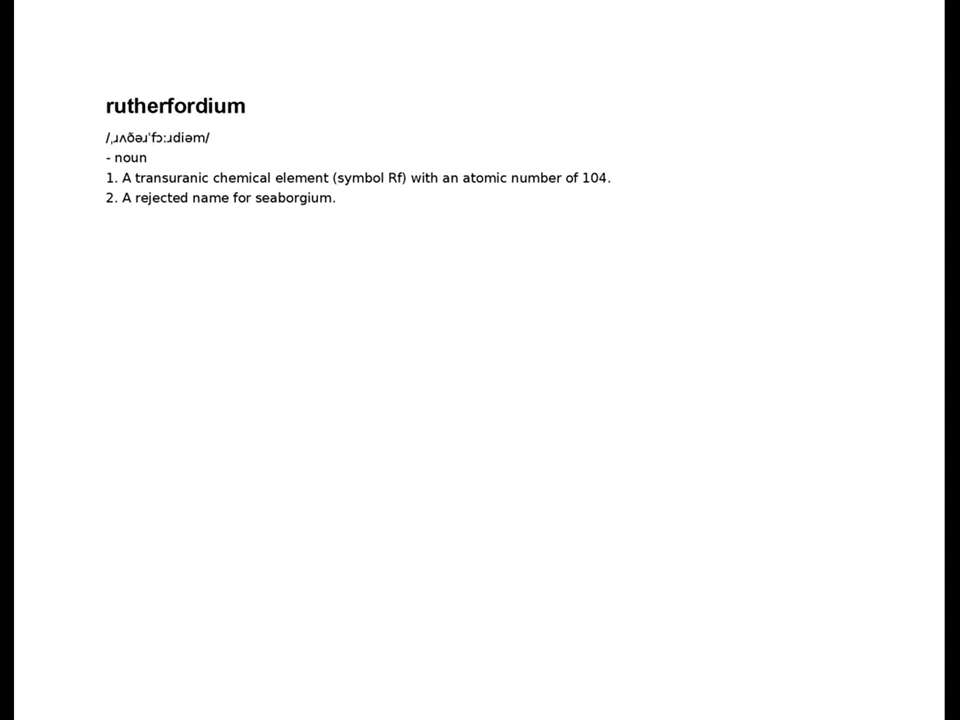 rutherfordium
/ˌɹʌðəɹˈfɔːɹdiəm/
- noun
1. A transuranic chemical element (symbol Rf) with an atomic number of 104.
2. A rejected name for seaborgium.